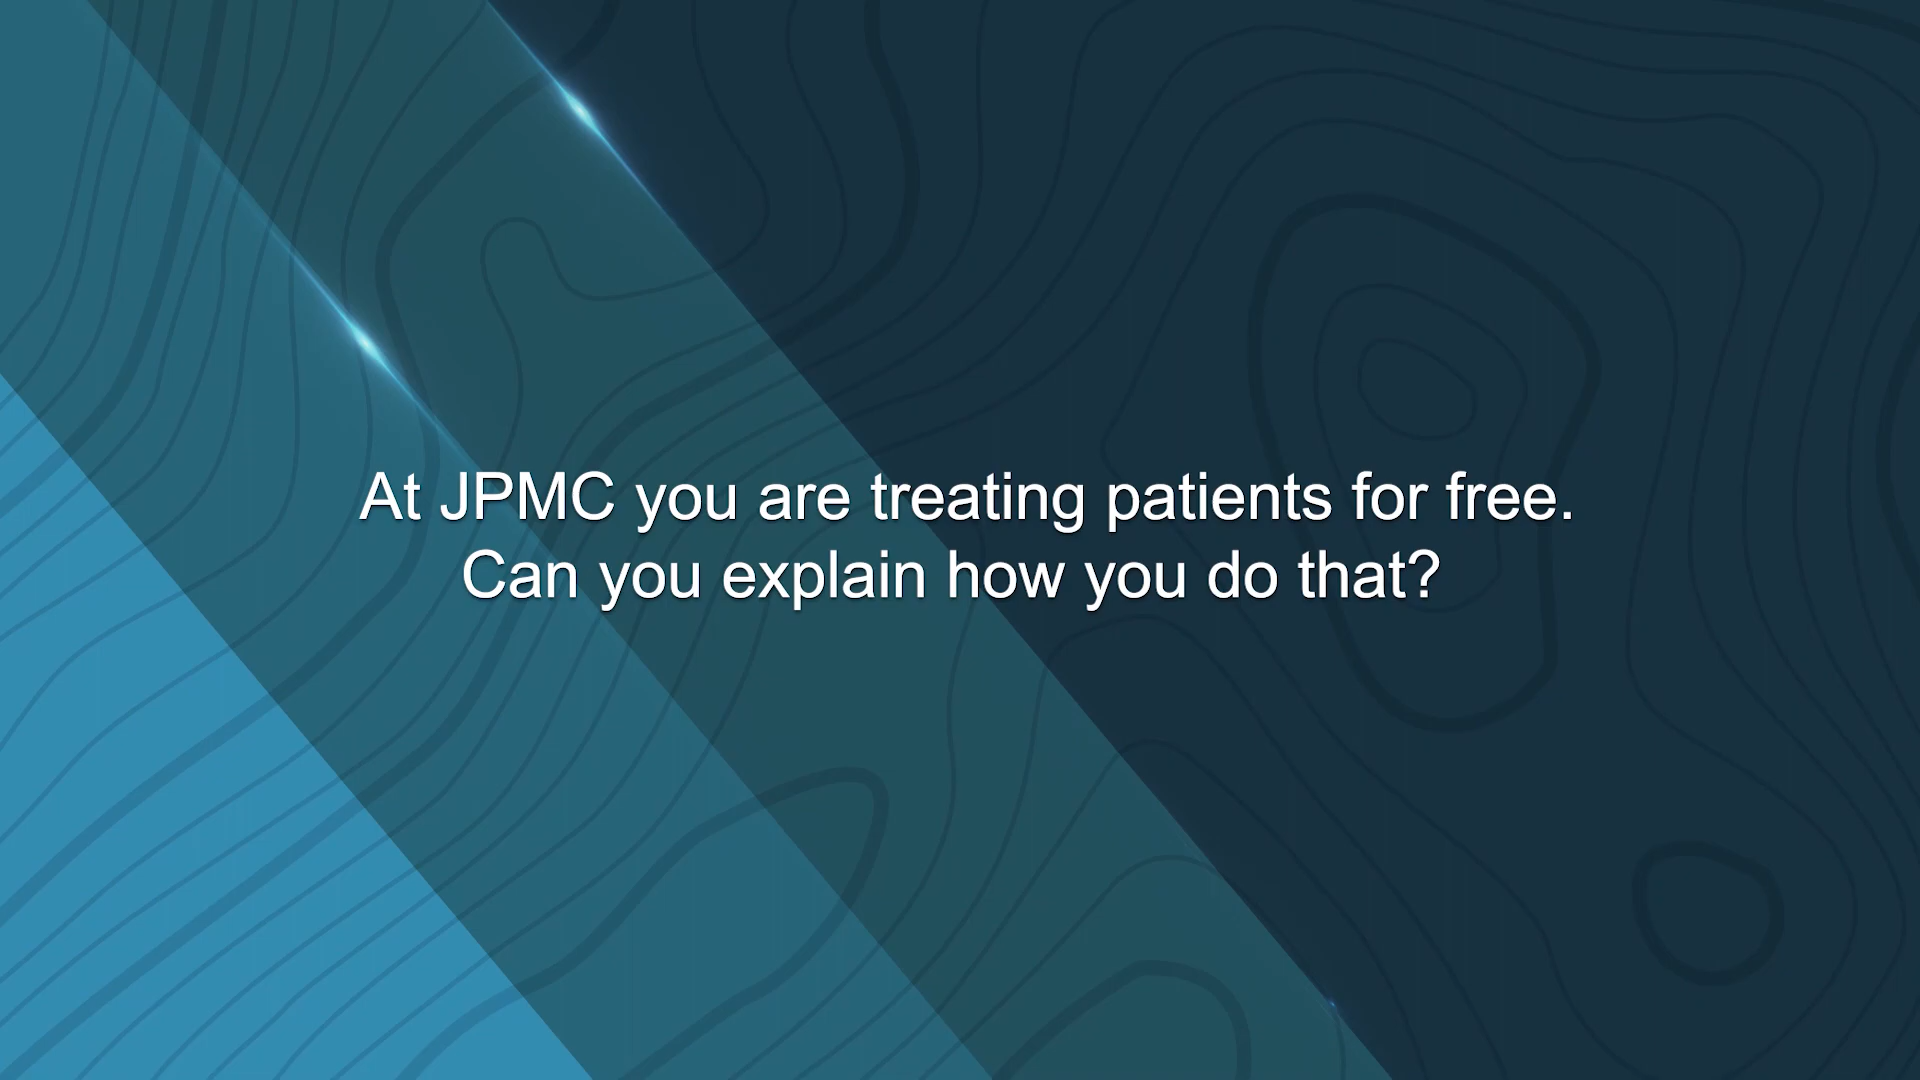 At JPMC you are treating patients for free.
Can you explain how you do that?